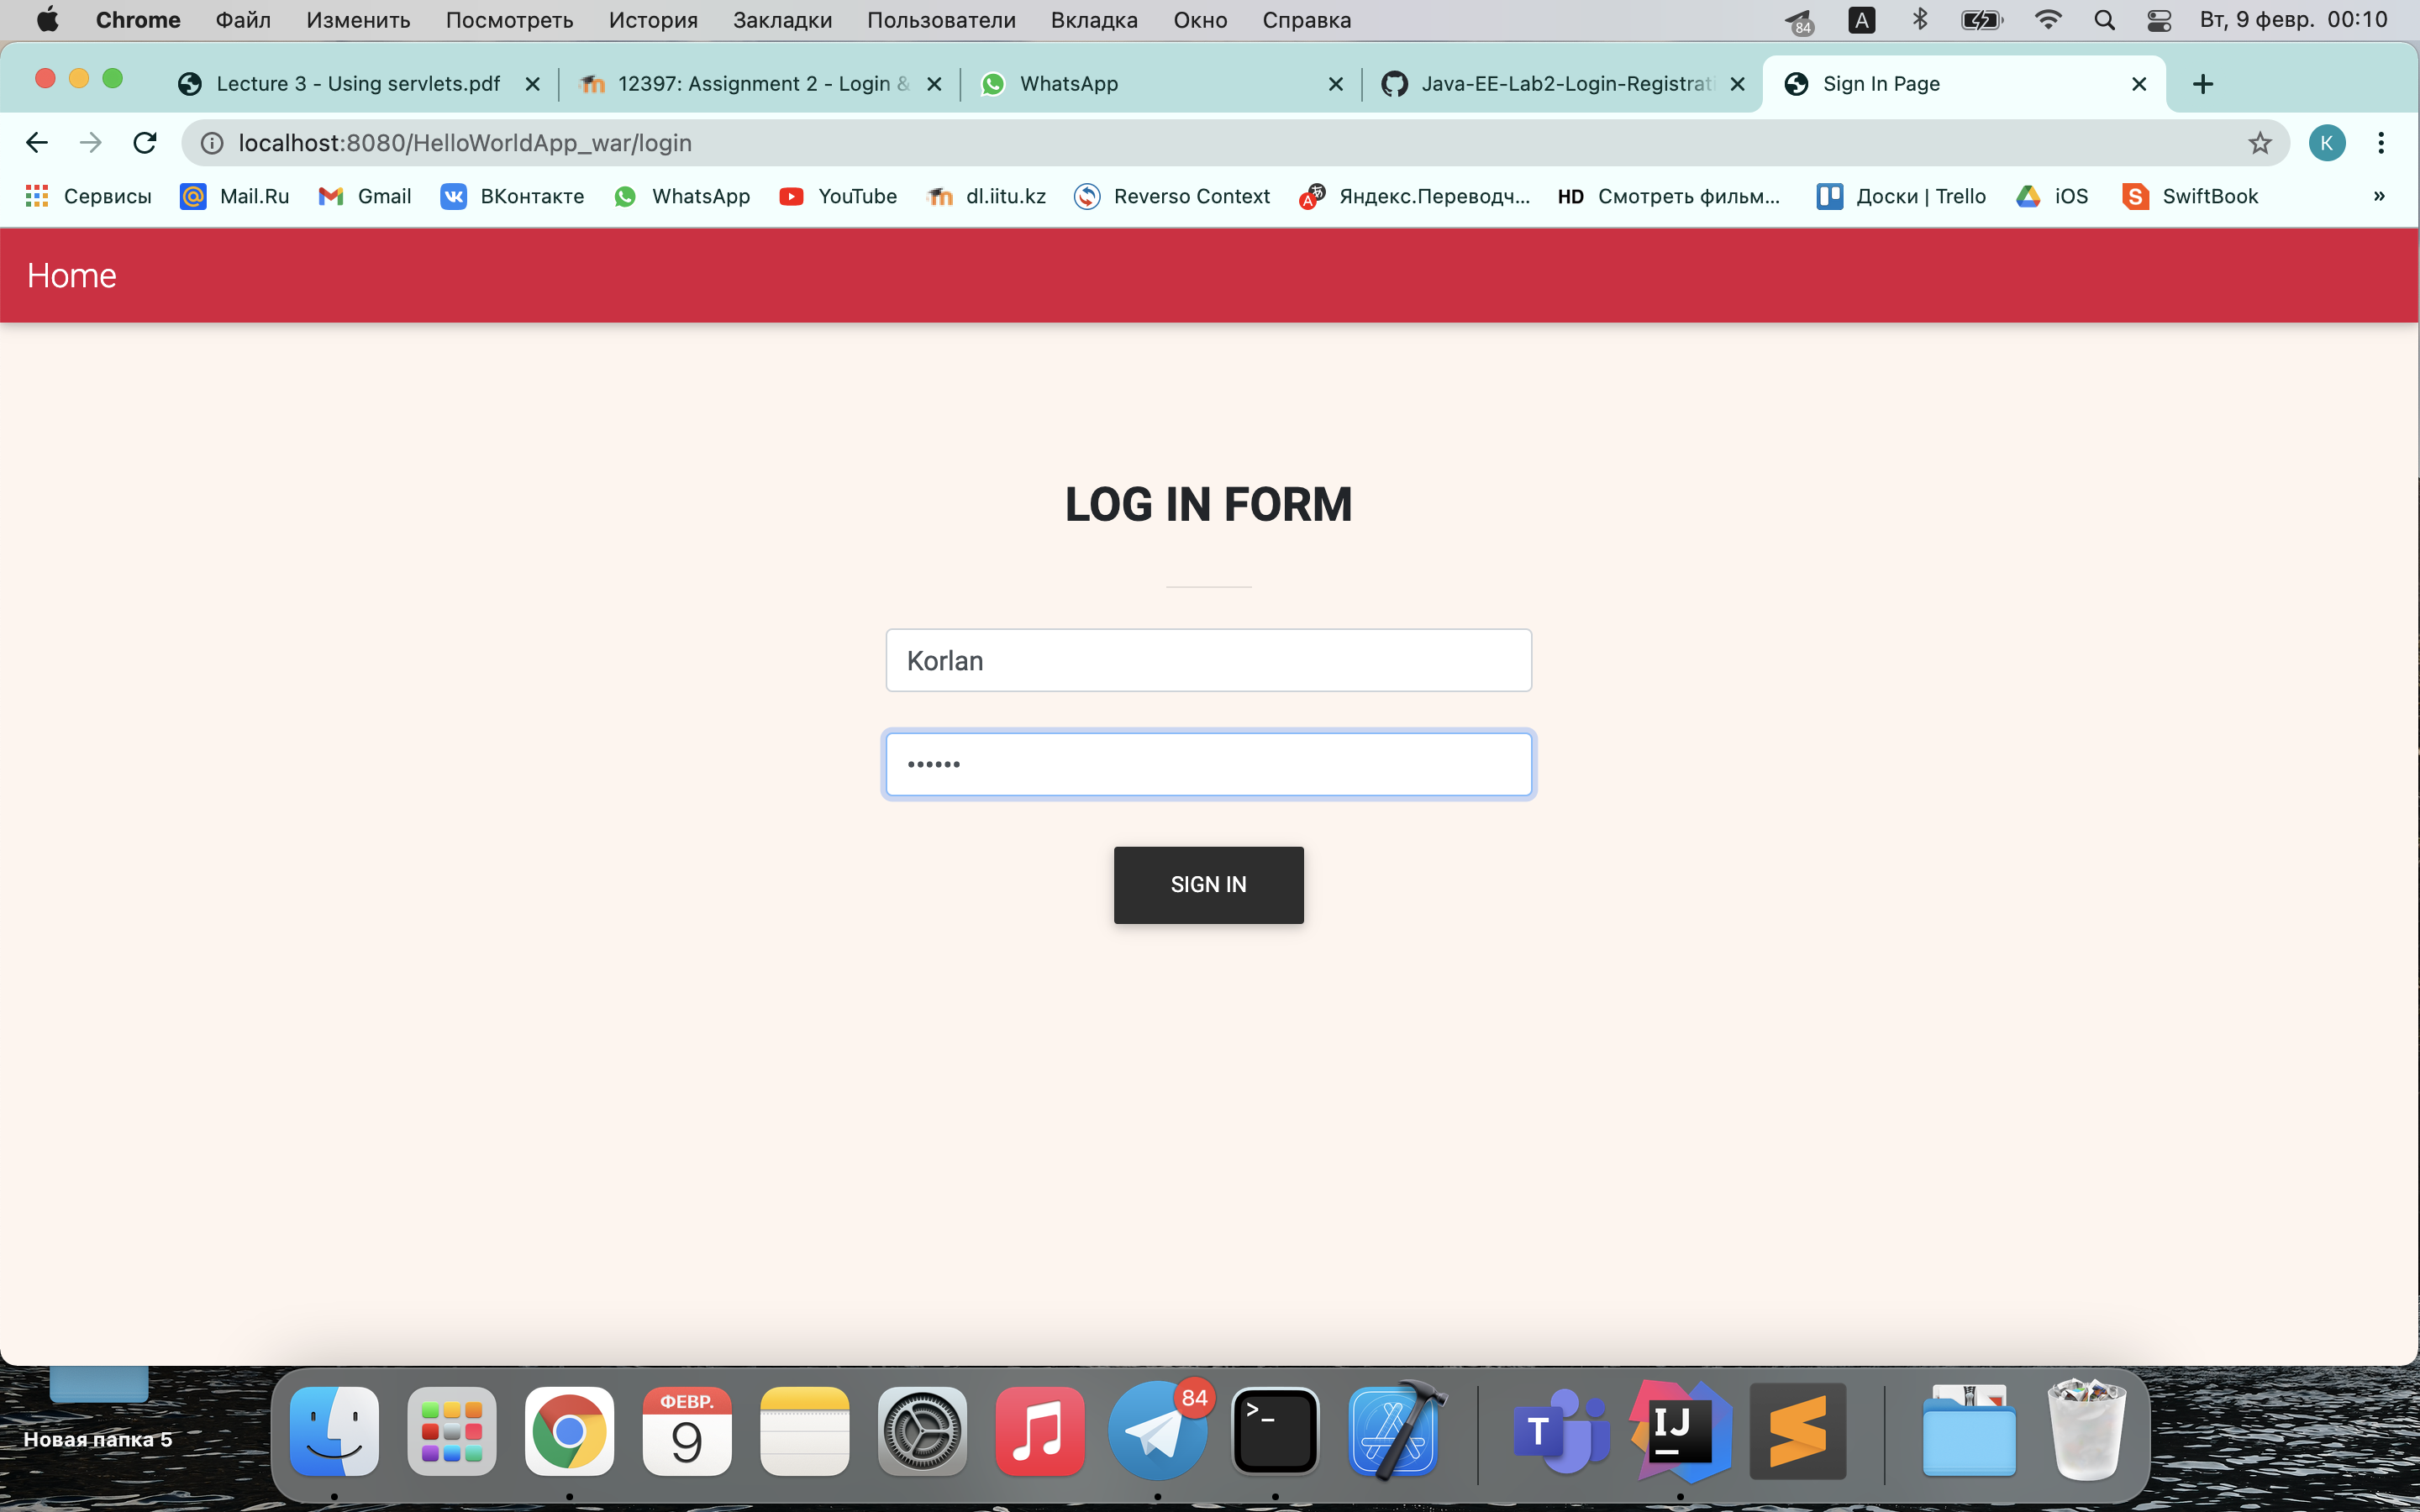 Chrome Файл Изменить Посмотреть История Закладки Пользователи Вкладка Окно Справка 84 A Вт, 9 февр. 00:10
Lecture 3 - Using servlets.pdf 12397: Assignment 2 - Login & WhatsApp Java-EE-Lab2-Login-Registrati Sign In Page
localhost:8080/HelloWorldApp_war/login K
Сервисы Mail.Ru Gmail ВКонтакте WhatsApp YouTube dl.iitu.kz Reverso Context Яндекс.Переводч... HD Смотреть фильм... Доски | Trello iOS SwiftBook »
Home
LOG IN FORM
Korlan
••••••
SIGN IN
ФЕВР.
9
84
>_
T
IJ
Новая папка 5